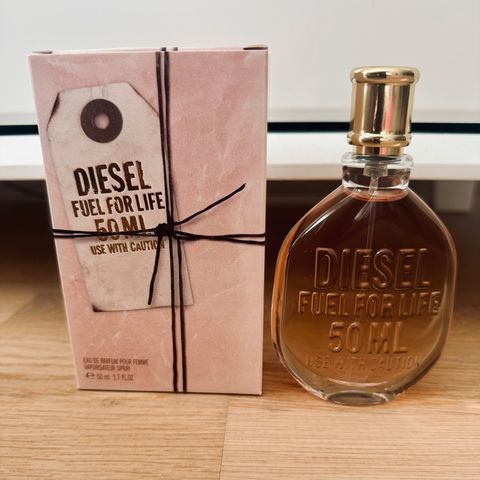 DIESEL
FUEL FOR LIFE
50 ML
USE WITH CAUTION
EAU DE PARFUM POUR FEMME
VAPORISATEUR SPRAY
℮ 50 ml 1.7 FL.OZ
DIESEL
FUEL FOR LIFE
50 ML
USE WITH CAUTION